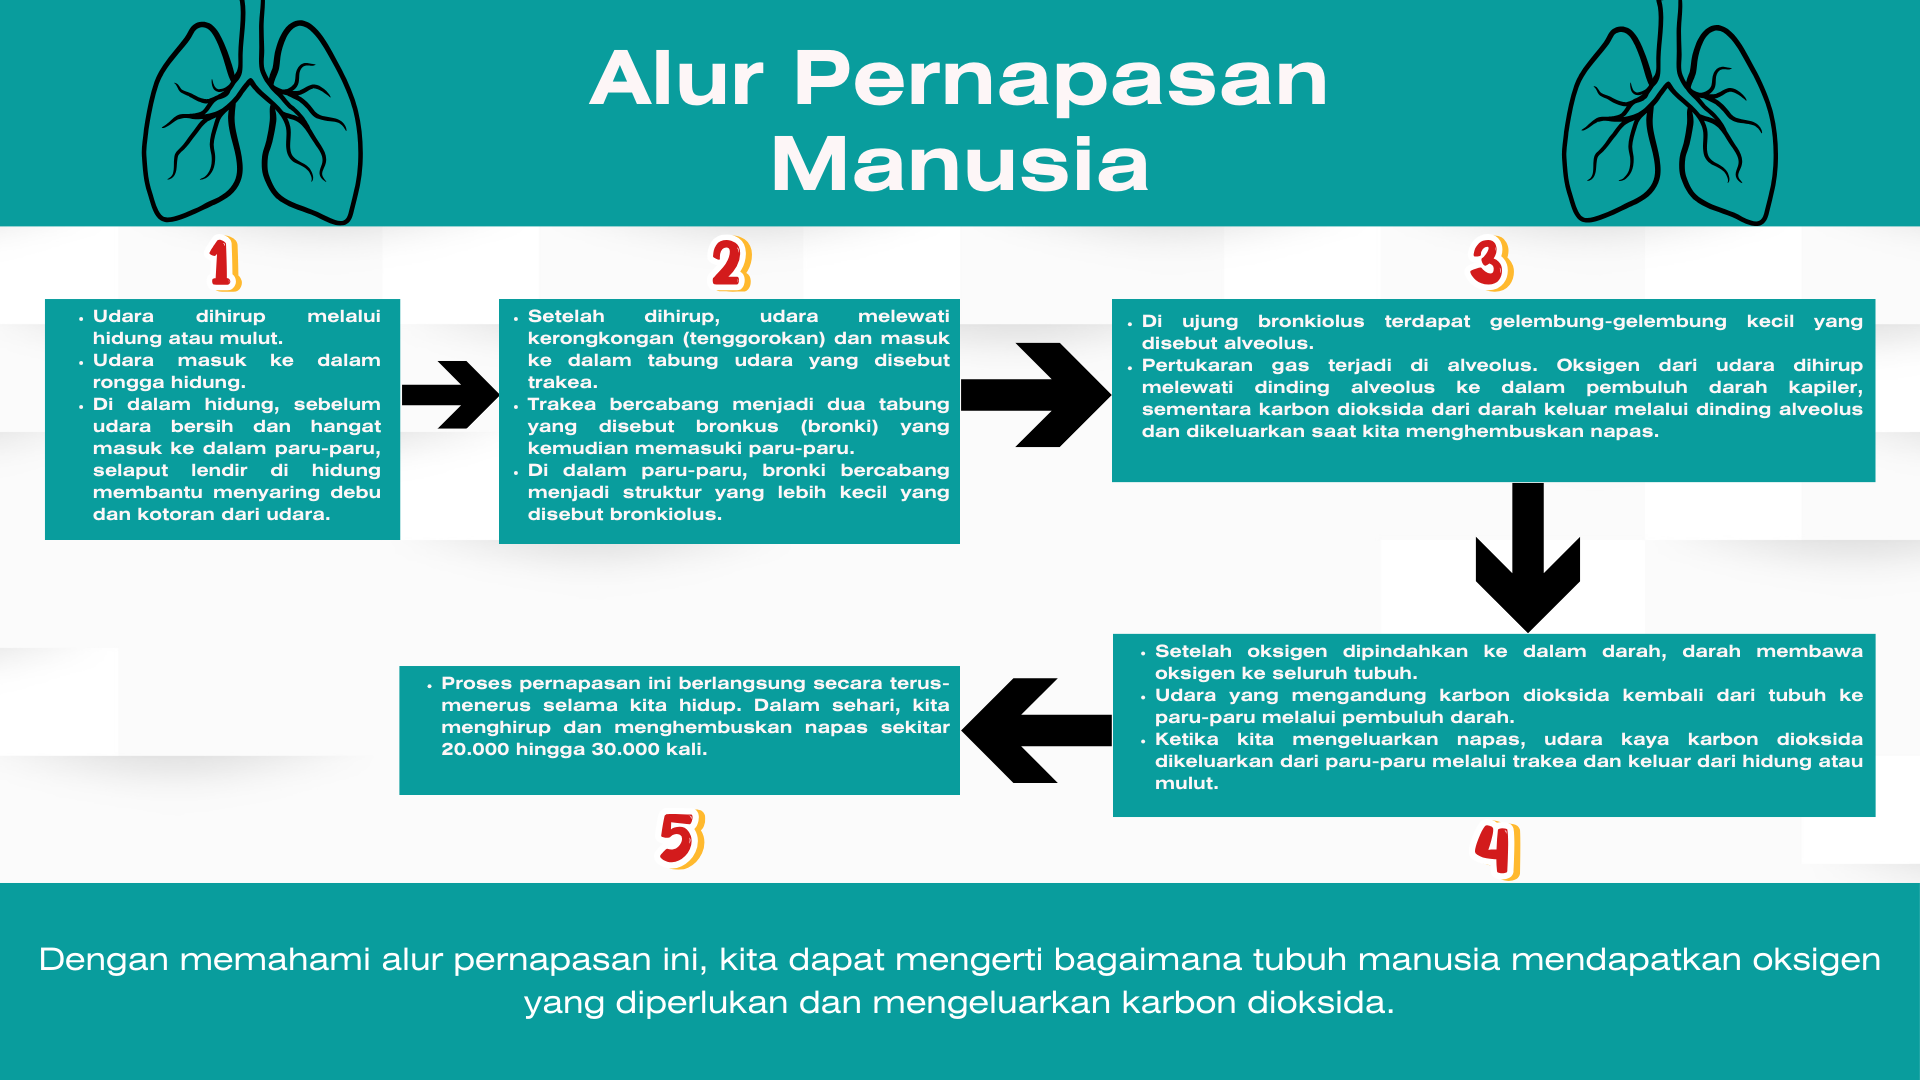 Alur Pernapasan
Manusia
1
Udara dihirup melalui
hidung atau mulut.
Udara masuk ke dalam
rongga hidung.
Di dalam hidung, sebelum
udara bersih dan hangat
masuk ke dalam paru-paru,
selaput lendir di hidung
membantu menyaring debu
dan kotoran dari udara.
2
Setelah dihirup, udara melewati
kerongkongan (tenggorokan) dan masuk
ke dalam tabung udara yang disebut
trakea.
Trakea bercabang menjadi dua tabung
yang disebut bronkus (bronki) yang
kemudian memasuki paru-paru.
Di dalam paru-paru, bronki bercabang
menjadi struktur yang lebih kecil yang
disebut bronkiolus.
3
Di ujung bronkiolus terdapat gelembung-gelembung kecil yang
disebut alveolus.
Pertukaran gas terjadi di alveolus. Oksigen dari udara dihirup
melewati dinding alveolus ke dalam pembuluh darah kapiler,
sementara karbon dioksida dari darah keluar melalui dinding alveolus
dan dikeluarkan saat kita menghembuskan napas.
Setelah oksigen dipindahkan ke dalam darah, darah membawa
oksigen ke seluruh tubuh.
Udara yang mengandung karbon dioksida kembali dari tubuh ke
paru-paru melalui pembuluh darah.
Ketika kita mengeluarkan napas, udara kaya karbon dioksida
dikeluarkan dari paru-paru melalui trakea dan keluar dari hidung atau
mulut.
4
Proses pernapasan ini berlangsung secara terus-
menerus selama kita hidup. Dalam sehari, kita
menghirup dan menghembuskan napas sekitar
20.000 hingga 30.000 kali.
5
Dengan memahami alur pernapasan ini, kita dapat mengerti bagaimana tubuh manusia mendapatkan oksigen
yang diperlukan dan mengeluarkan karbon dioksida.